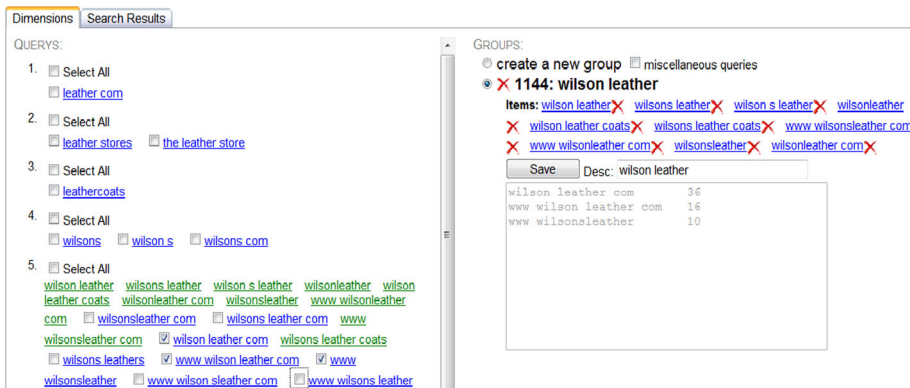 Dimensions Search Results
QUERYS:
1. Select All
leather com
2. Select All
leather stores the leather store
3. Select All
leathercoats
4. Select All
wilsons wilson s wilsons com
5. Select All
wilson leather wilsons leather wilson s leather wilsonleather wilson
leather coats wilsonleather com wilsonsleather www wilsonleather
com wilsonsleather com wilsons leather com www
wilsonsleather com wilson leather com wilsons leather coats
wilsons leathers www wilson leather com www
wilsonsleather www wilson sleather com www wilsons leather
GROUPS:
create a new group miscellaneous queries
1144: wilson leather
Items: wilson leather wilsons leather wilson s leather wilsonleather
wilson leather coats wilsons leather coats www wilsonsleather com
www wilsonleather com wilsonsleather wilsonleather com
Save Desc: wilson leather
wilson leather com 36
www wilson leather com 16
www wilsonsleather 10